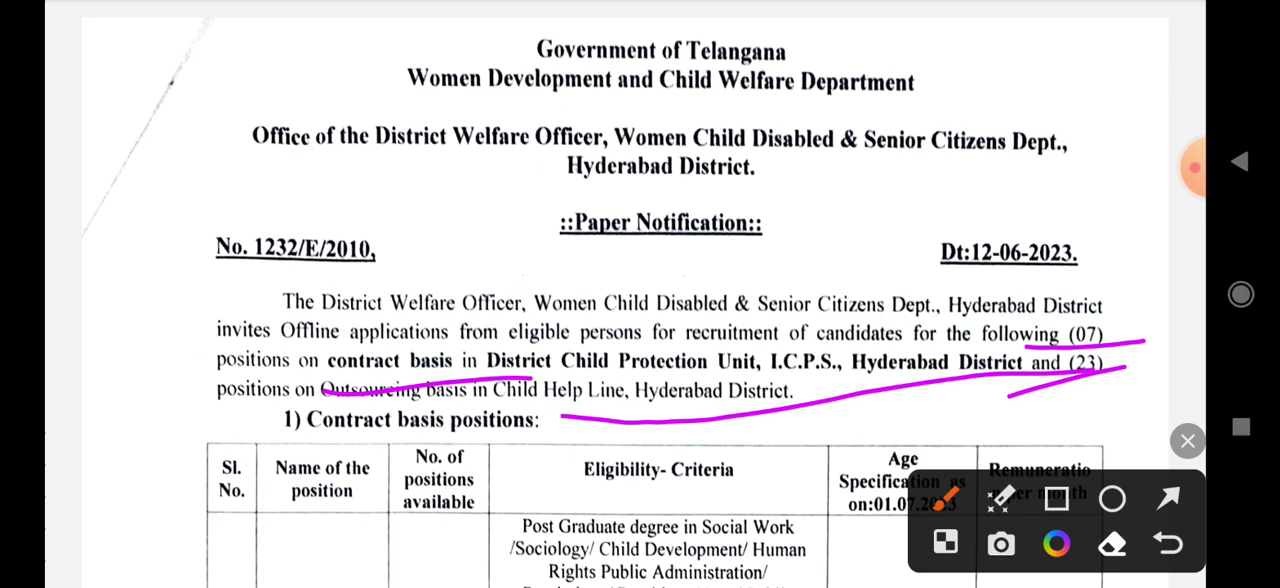 Government of Telangana
Women Development and Child Welfare Department
Office of the District Welfare Officer, Women Child Disabled & Senior Citizens Dept.,
Hyderabad District.
::Paper Notification::
No. 1232/E/2010,
Dt:12-06-2023.
The District Welfare Officer, Women Child Disabled & Senior Citizens Dept., Hyderabad District
invites Offline applications from eligible persons for recruitment of candidates for the following (07)
positions on contract basis in District Child Protection Unit, I.C.P.S., Hyderabad District and (23)
positions on Outsourcing basis in Child Help Line, Hyderabad District.
1) Contract basis positions:
Sl.
No.
Name of the
position
No. of
positions
available
Eligibility- Criteria
Age
Specification as
on:01.07.2023
Remuneratio
per month
Post Graduate degree in Social Work
/Sociology/ Child Development/ Human
Rights Public Administration/